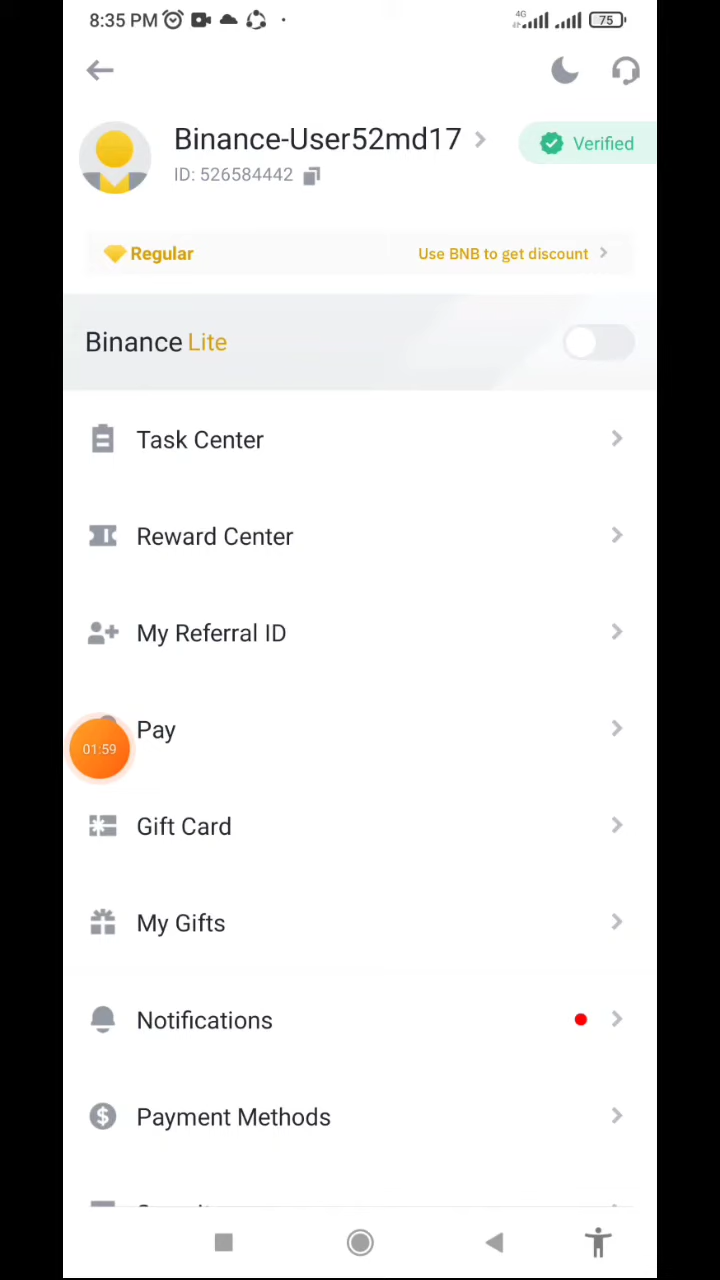 8:35 PM
4G
75
Binance-User52md17
Verified
ID: 526584442
Regular
Use BNB to get discount
Binance Lite
Task Center
Reward Center
My Referral ID
Pay
01:59
Gift Card
My Gifts
Notifications
Payment Methods